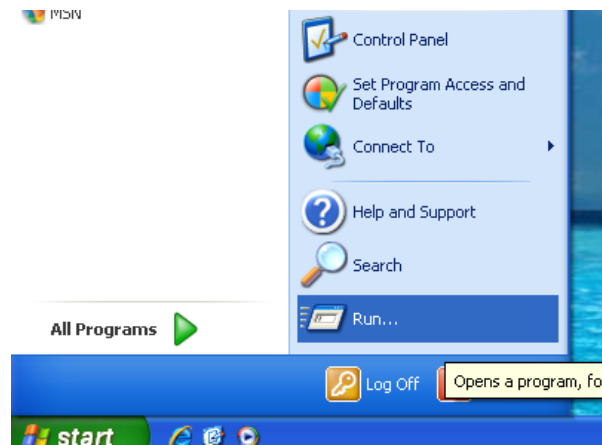 MSN
Control Panel
Set Program Access and
Defaults
Connect To
Help and Support
Search
Run...
All Programs
Log Off
Opens a program, fo
start